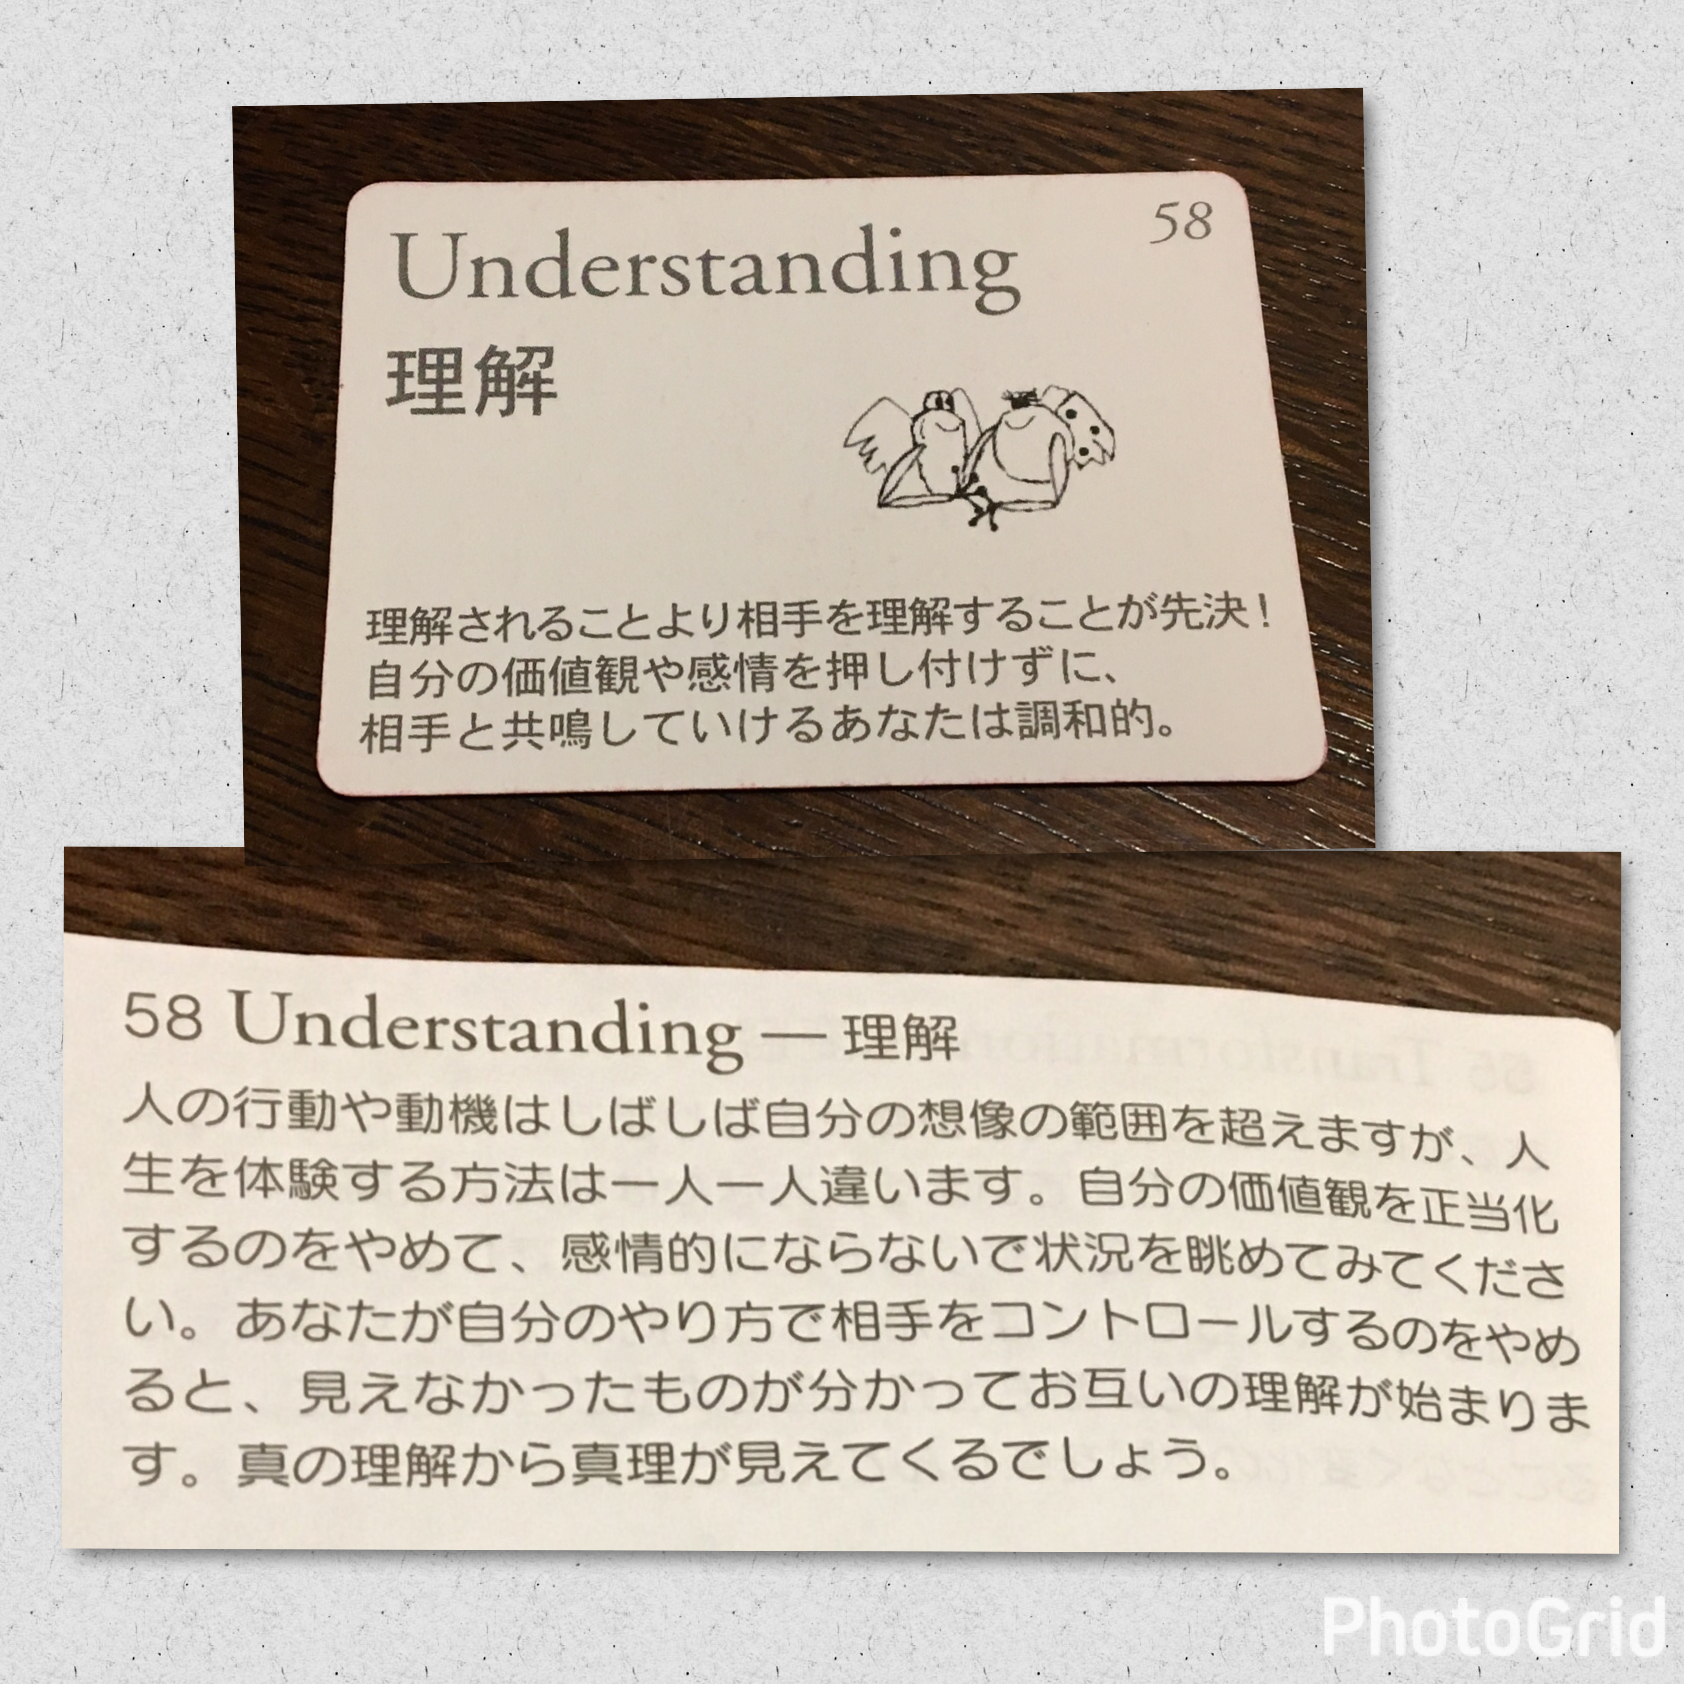 Understanding
58
理解
理解されることより相手を理解することが先決!
自分の価値観や感情を押し付けずに、
相手と共鳴していけるあなたは調和的。
58 Understanding — 理解
人の行動や動機はしばしば自分の想像の範囲を超えますが、人
生を体験する方法は一人一人違います。自分の価値観を正当化
するのをやめて、感情的にならないで状況を眺めてみてくださ
い。あなたが自分のやり方で相手をコントロールするのをやめ
ると、見えなかったものが分かってお互いの理解が始まりま
す。真の理解から真理が見えてくるでしょう。
PhotoGrid